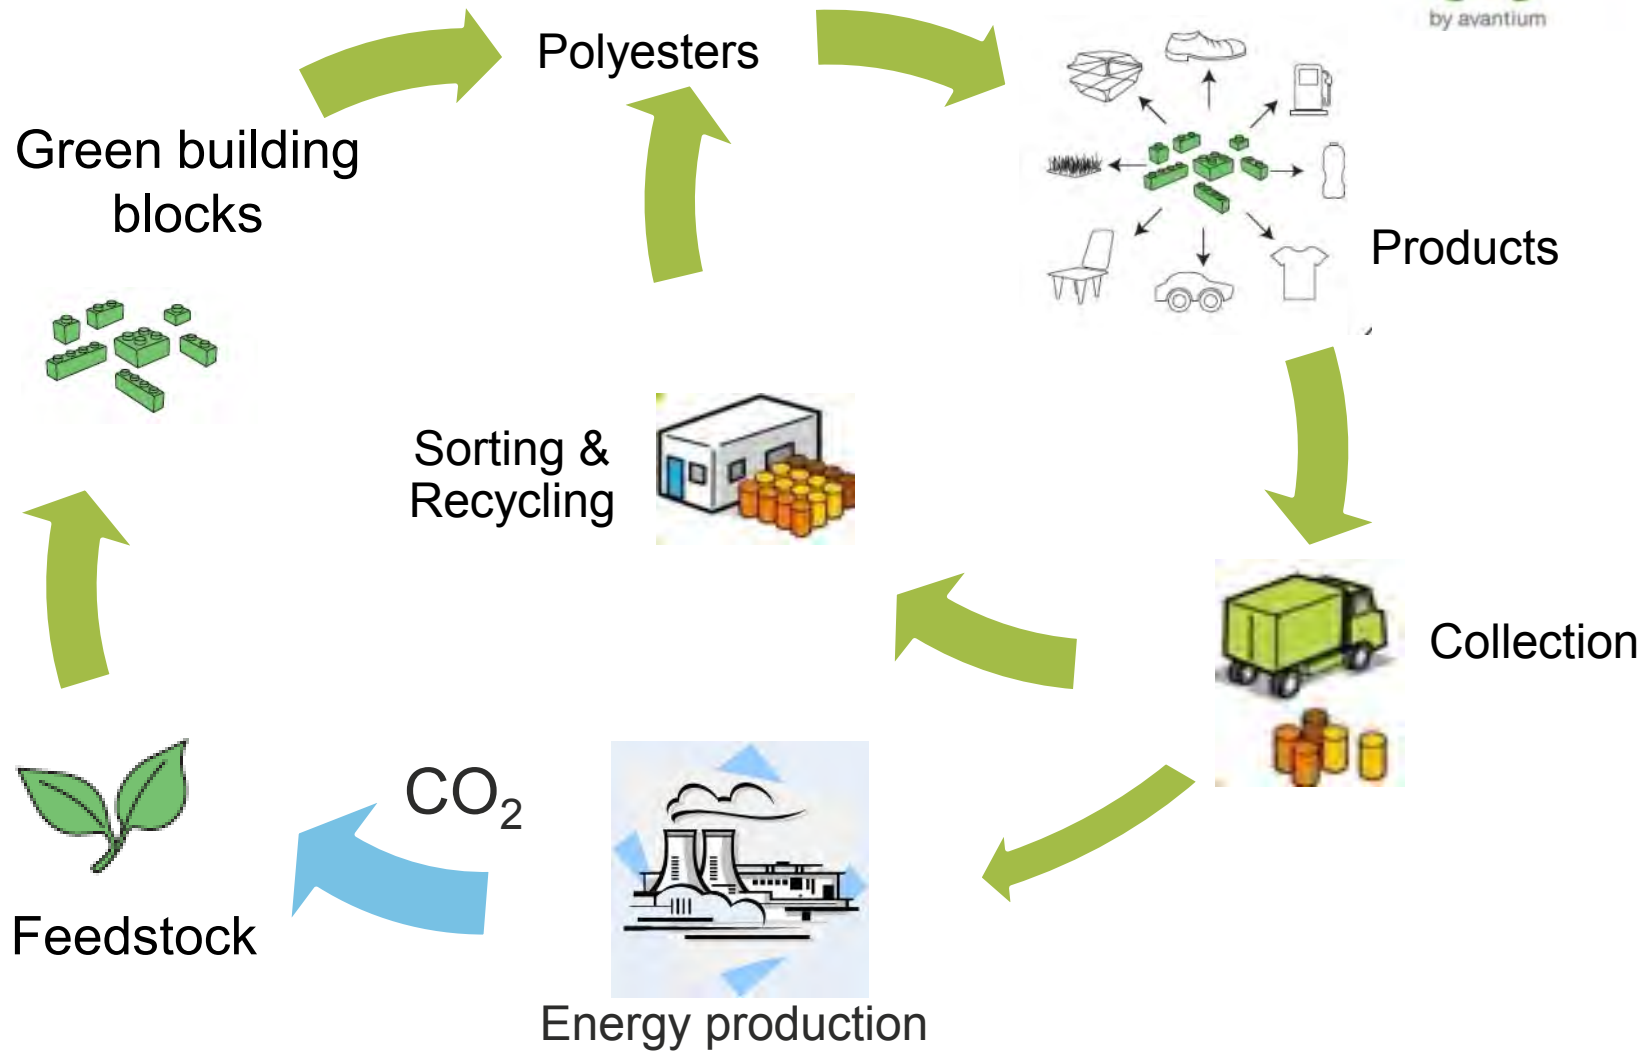 by avantium
Polyesters
Green building
blocks
Products
Sorting &
Recycling
Collection
CO₂
Feedstock
Energy production